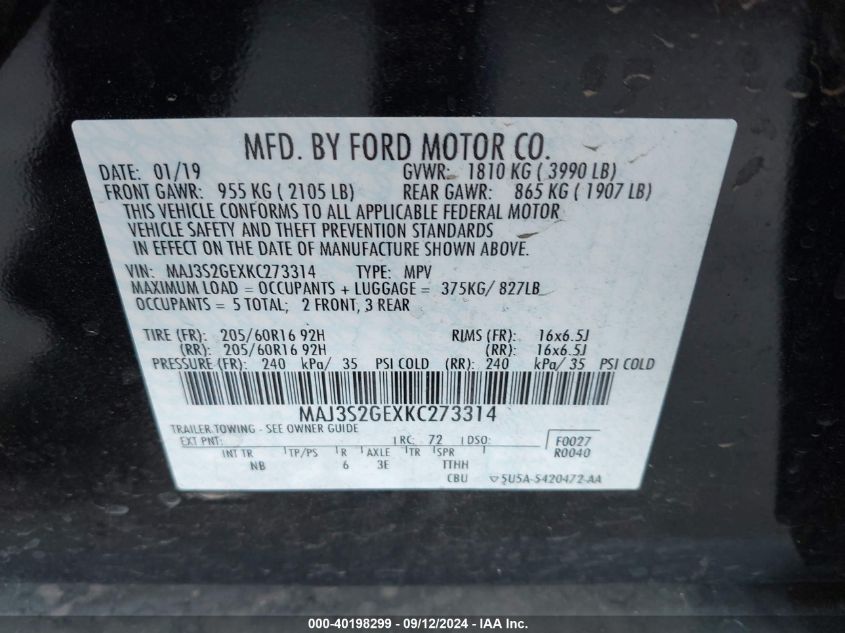 MFD. BY FORD MOTOR CO.
DATE: 01/19 GVWR: 1810 KG ( 3990 LB)
FRONT GAWR: 955 KG ( 2105 LB) REAR GAWR: 865 KG ( 1907 LB)
THIS VEHICLE CONFORMS TO ALL APPLICABLE FEDERAL MOTOR
VEHICLE SAFETY AND THEFT PREVENTION STANDARDS
IN EFFECT ON THE DATE OF MANUFACTURE SHOWN ABOVE.
VIN: MAJ3S2GEXKC273314 TYPE: MPV
MAXIMUM LOAD = OCCUPANTS + LUGGAGE = 375KG/ 827LB
OCCUPANTS = 5 TOTAL; 2 FRONT, 3 REAR
TIRE (FR): 205/60R16 92H RIMS (FR): 16x6.5J
(RR): 205/60R16 92H (RR): 16x6.5J
PRESSURE (FR): 240 kPa/ 35 PSI COLD (RR): 240 kPa/ 35 PSI COLD
MAJ3S2GEXKC273314
TRAILER TOWING - SEE OWNER GUIDE
EXT PNT: RC: 72 DSO: F0027
R0040
INT TR TP/PS R AXLE TR SPR
NB 6 3E TTHH
CBU 5U5A-5420472-AA
000-40198299 - 09/12/2024 - IAA Inc.